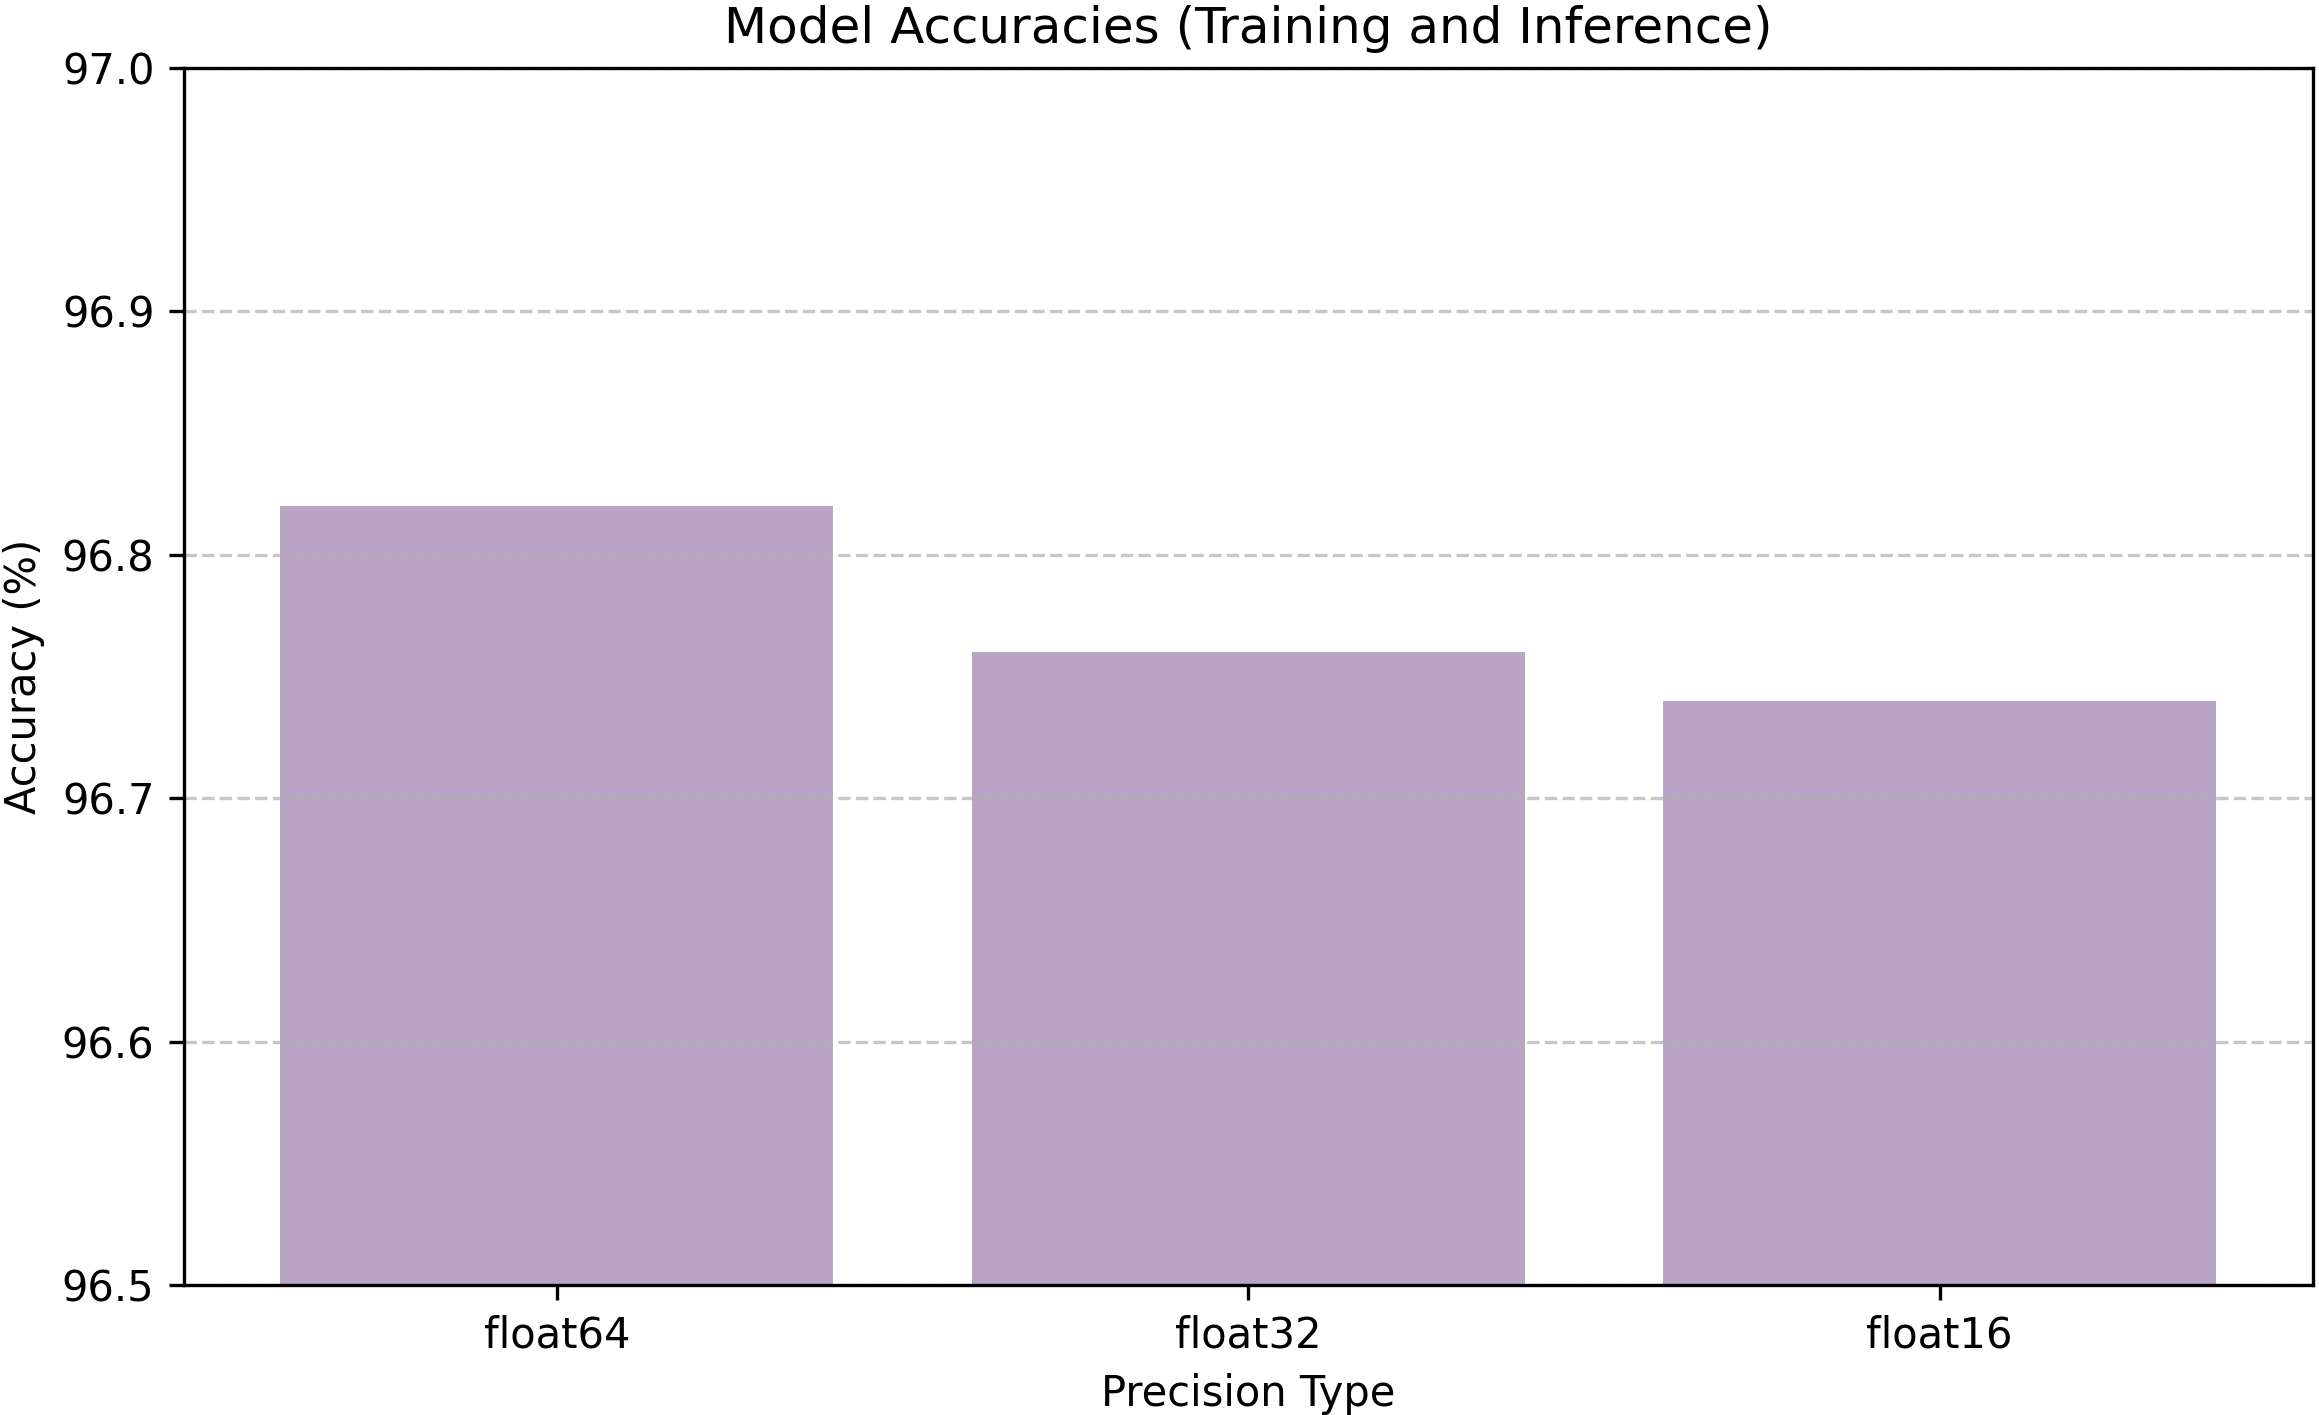 Model Accuracies (Training and Inference)
97.0
96.9
96.8
96.7
96.6
96.5
Accuracy (%)
float64 float32 float16
Precision Type